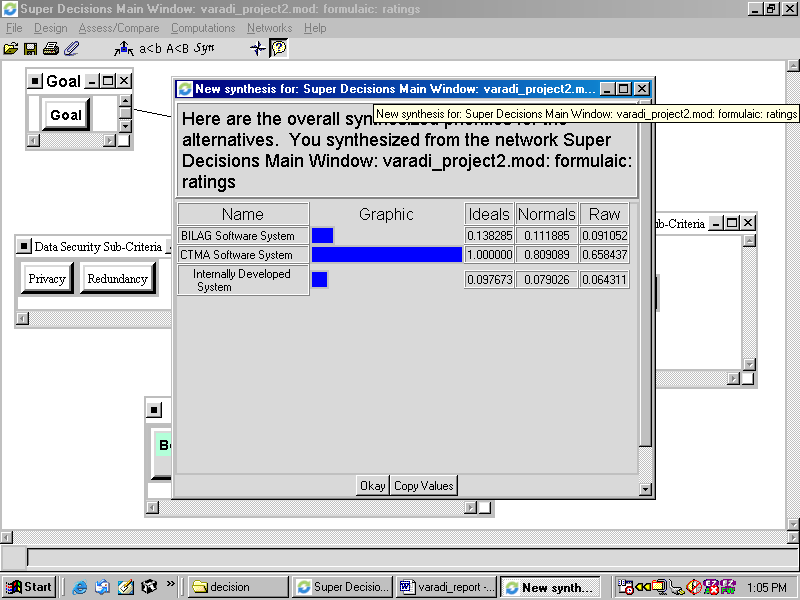 Super Decisions Main Window: varadi_project2.mod: formulaic: ratings
File Design Assess/Compare Computations Networks Help
a<b A<B Syn
Goal
Goal
New synthesis for: Super Decisions Main Window: varadi_project2.m...
New synthesis for: Super Decisions Main Window: varadi_project2.mod: formulaic: ratings
Here are the overall synthesized priorities for the
alternatives. You synthesized from the network Super
Decisions Main Window: varadi_project2.mod: formulaic:
ratings
Name Graphic Ideals Normals Raw
BILAG Software System 0.138285 0.111885 0.091052
CTMA Software System 1.000000 0.809089 0.658437
Internally Developed
System 0.097673 0.079026 0.064311
Data Security Sub-Criteria
Privacy Redundancy
ub-Criteria
Okay Copy Values
Start » decision Super Decisio... varadi_report -... New synth... 1:05 PM